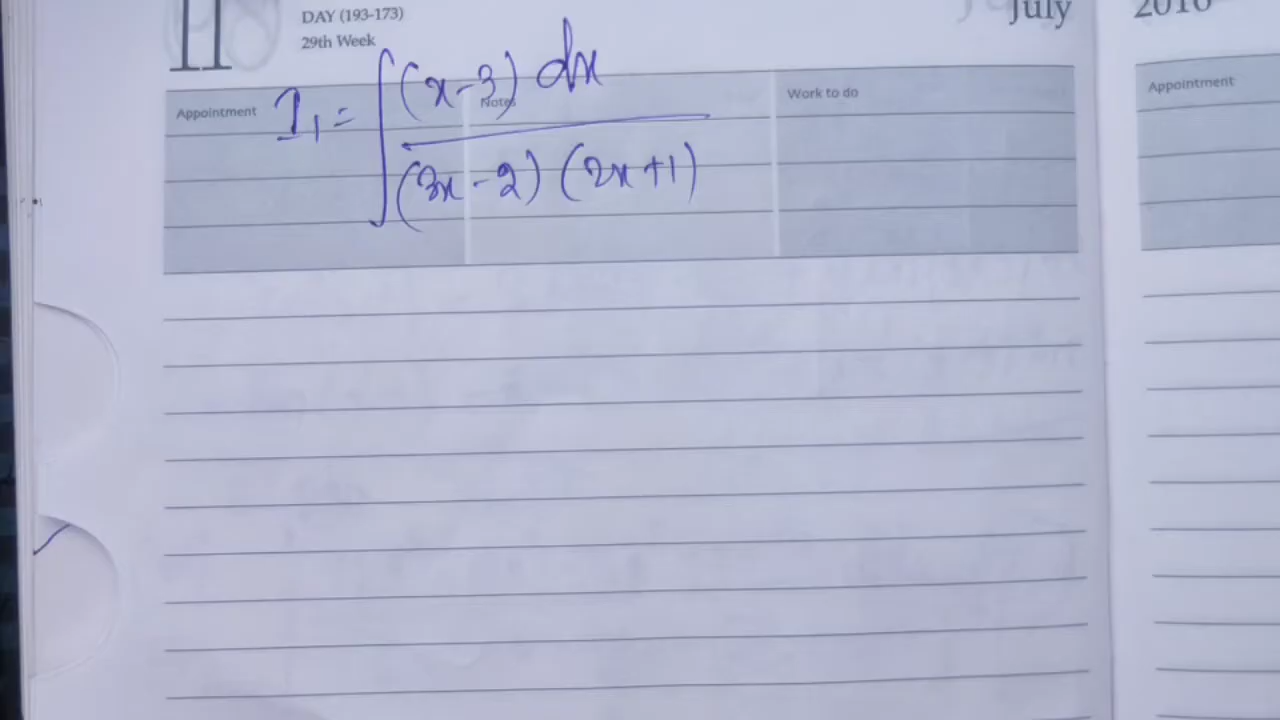 11
DAY (193-173)
29th Week
July
2016
Appointment
Notes
Work to do
Appointment
I₁ = ∫ (x-3) dx
(3x-2) (2x+1)